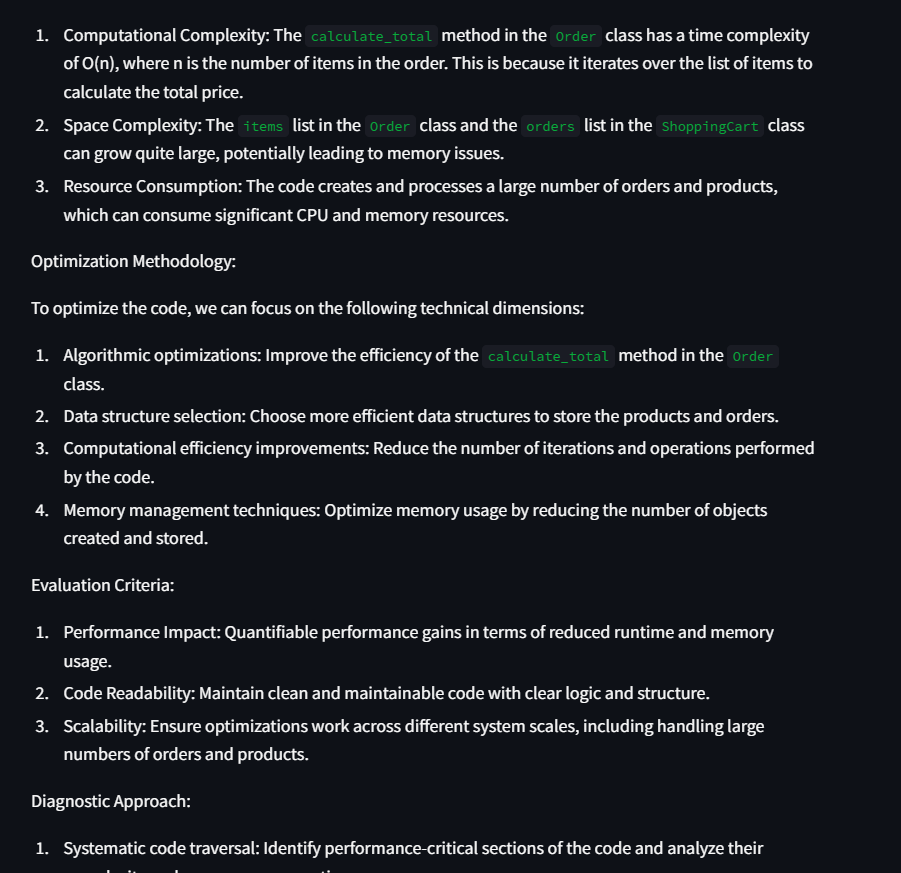 1. Computational Complexity: The calculate_total method in the Order class has a time complexity
of O(n), where n is the number of items in the order. This is because it iterates over the list of items to
calculate the total price.
2. Space Complexity: The items list in the Order class and the orders list in the ShoppingCart class
can grow quite large, potentially leading to memory issues.
3. Resource Consumption: The code creates and processes a large number of orders and products,
which can consume significant CPU and memory resources.
Optimization Methodology:
To optimize the code, we can focus on the following technical dimensions:
1. Algorithmic optimizations: Improve the efficiency of the calculate_total method in the Order
class.
2. Data structure selection: Choose more efficient data structures to store the products and orders.
3. Computational efficiency improvements: Reduce the number of iterations and operations performed
by the code.
4. Memory management techniques: Optimize memory usage by reducing the number of objects
created and stored.
Evaluation Criteria:
1. Performance Impact: Quantifiable performance gains in terms of reduced runtime and memory
usage.
2. Code Readability: Maintain clean and maintainable code with clear logic and structure.
3. Scalability: Ensure optimizations work across different system scales, including handling large
numbers of orders and products.
Diagnostic Approach:
1. Systematic code traversal: Identify performance-critical sections of the code and analyze their